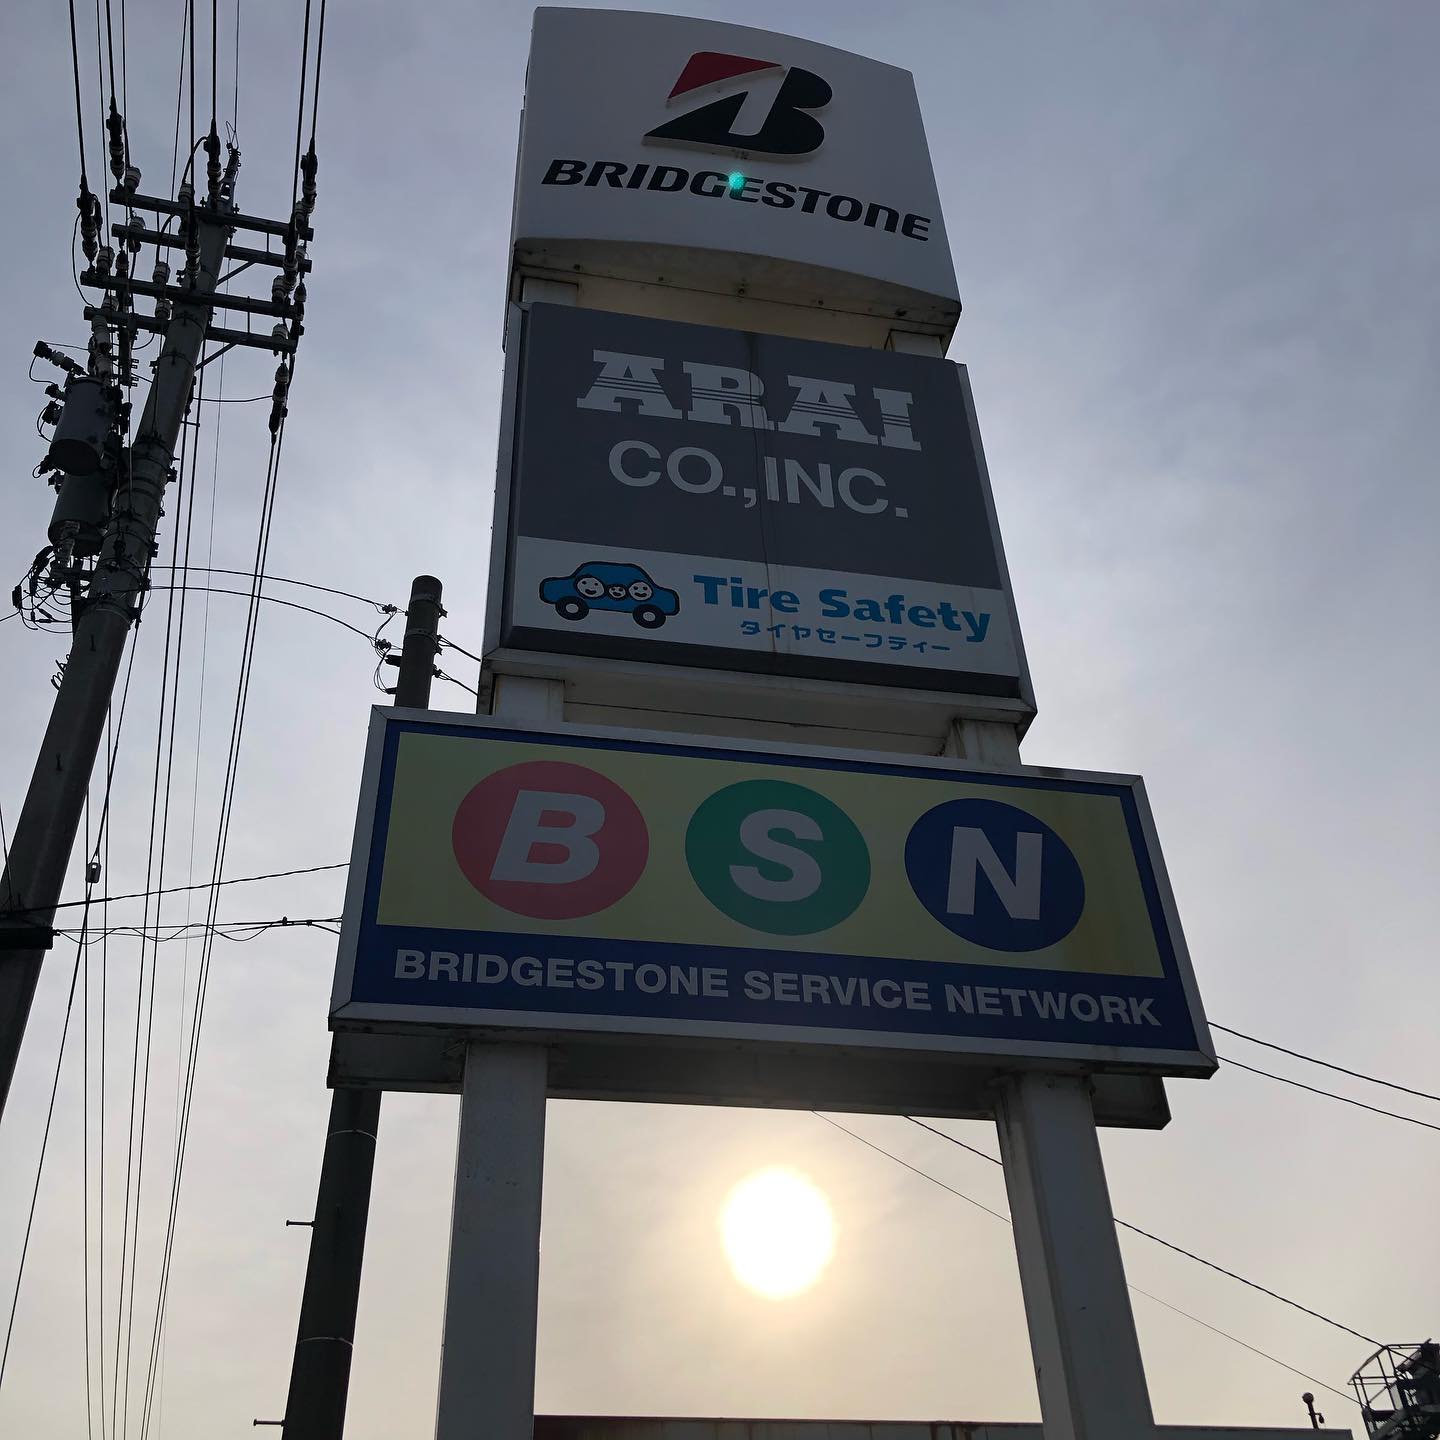 B
BRIDGESTONE
ARAI
CO.,INC.
Tire Safety
タイヤセーフティー
B S N
BRIDGESTONE SERVICE NETWORK